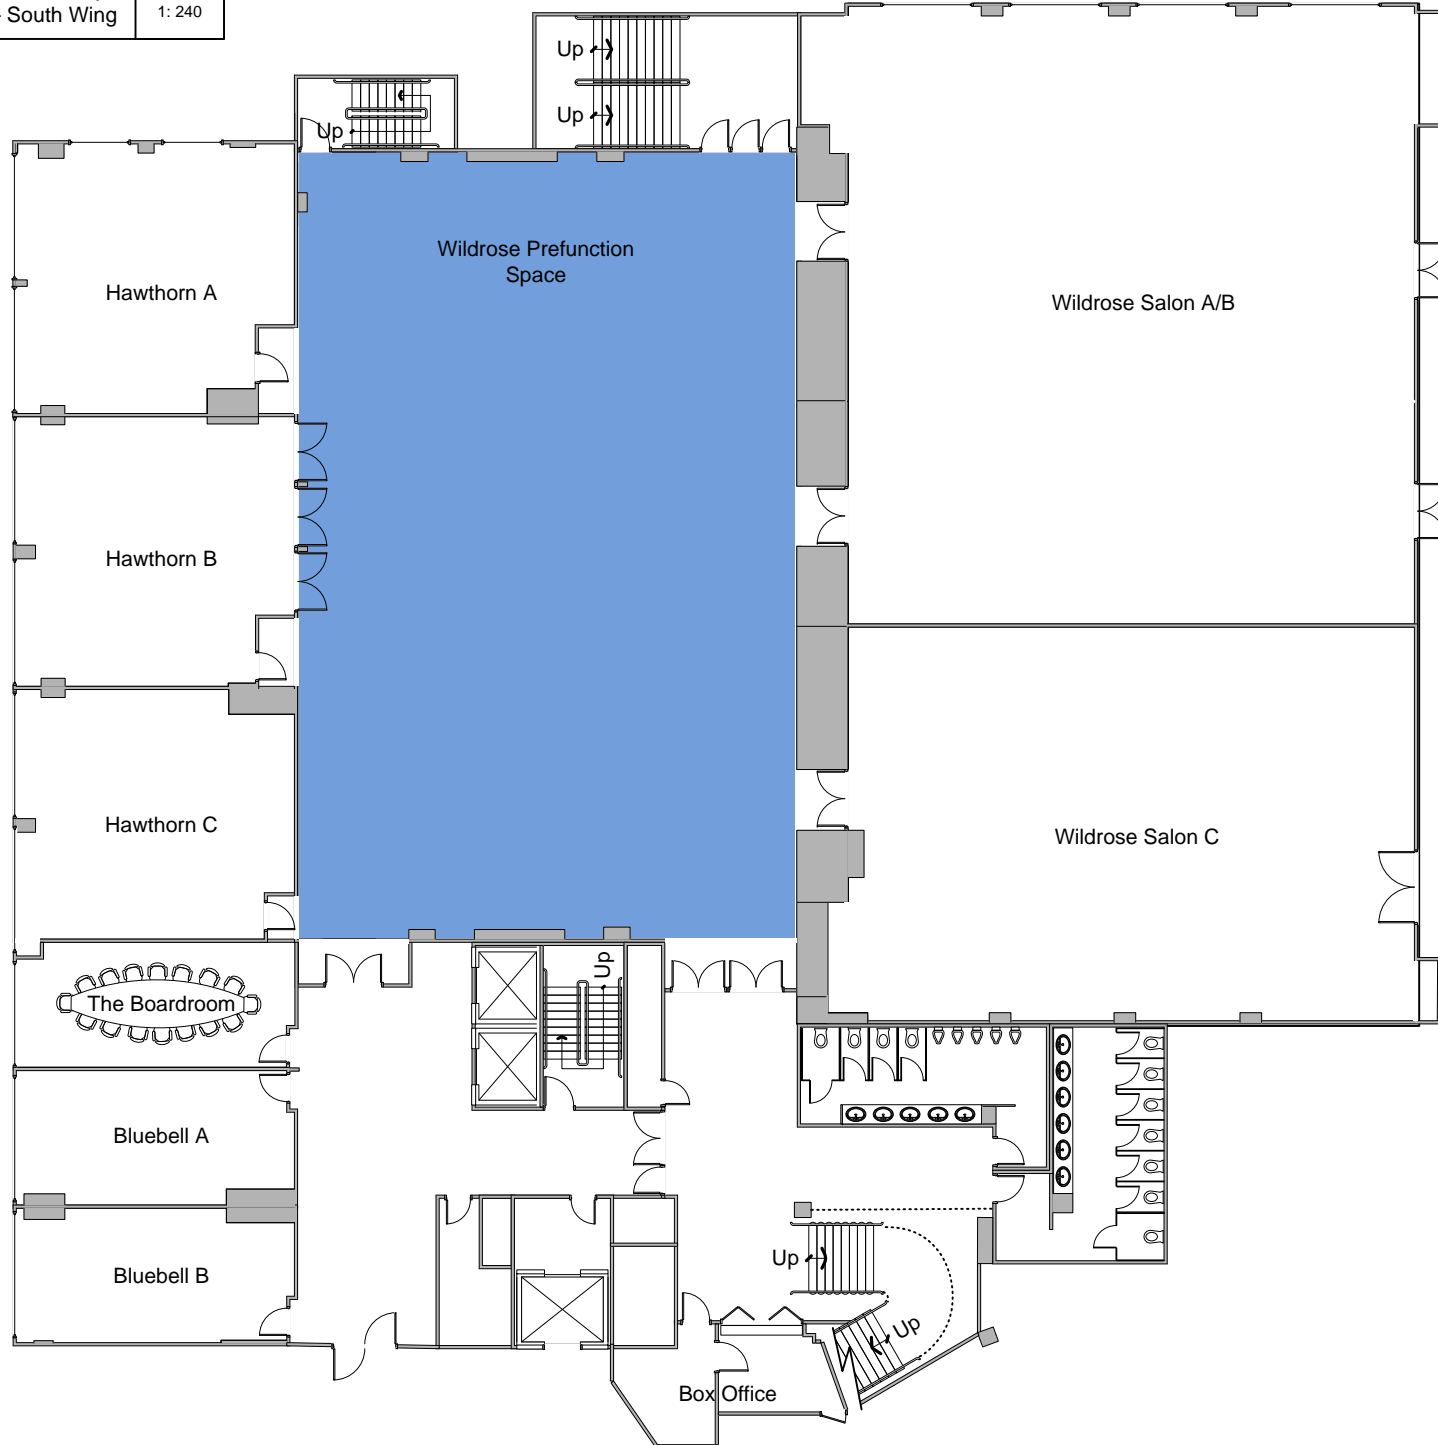 South Wing
1: 240
Up
Up
Up
Wildrose Prefunction
Space
Hawthorn A
Wildrose Salon A/B
Hawthorn B
Hawthorn C
Wildrose Salon C
Up
The Boardroom
Bluebell A
Up
Bluebell B
Up
Box Office